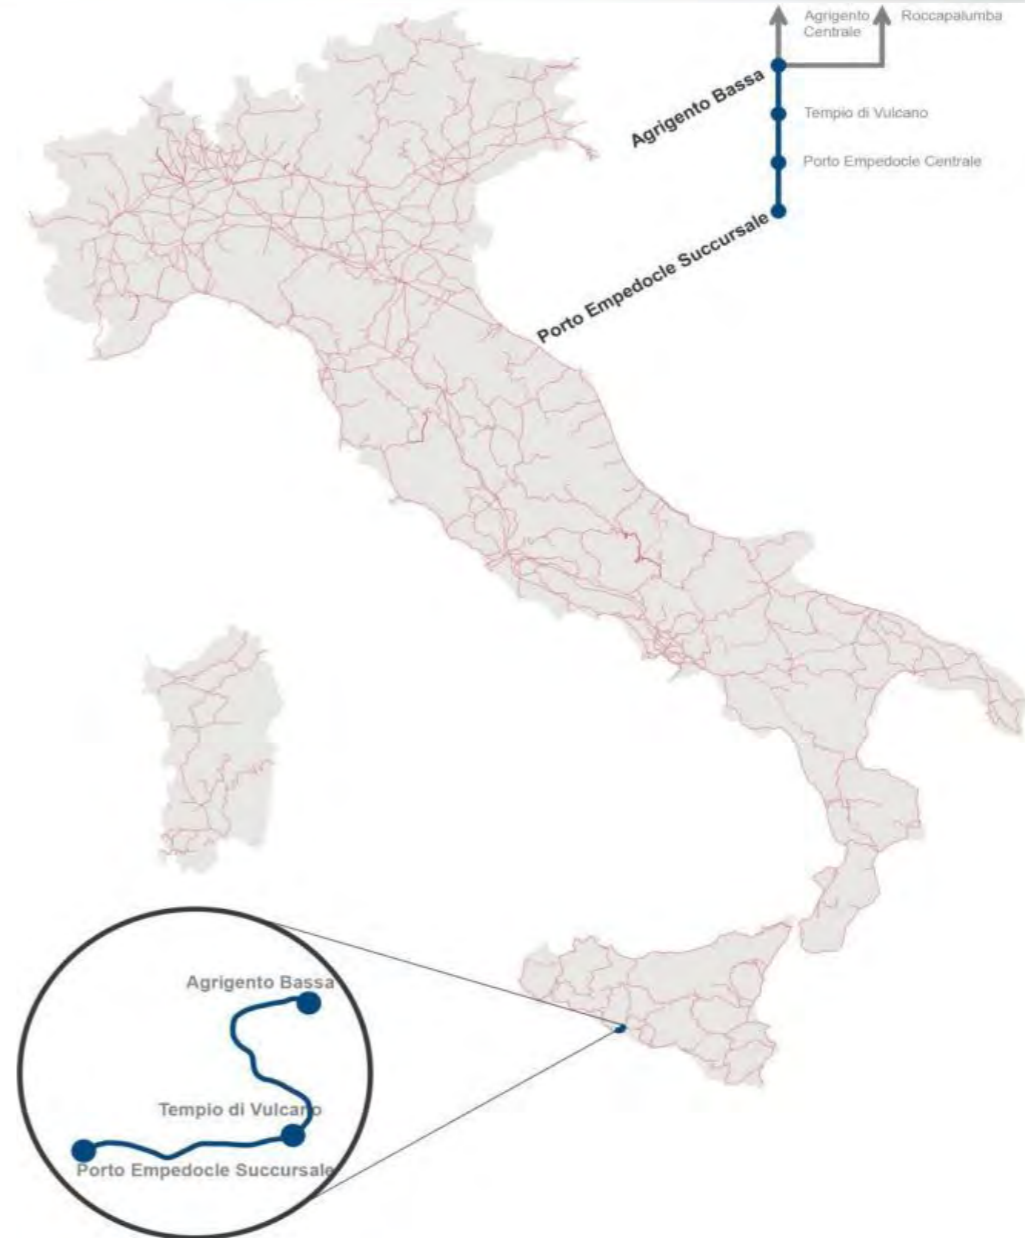 Agrigento
Centrale
Roccapalumba
Agrigento Bassa
Tempio di Vulcano
Porto Empedocle Centrale
Porto Empedocle Succursale
Agrigento Bassa
Tempio di Vulcano
Porto Empedocle Succursale